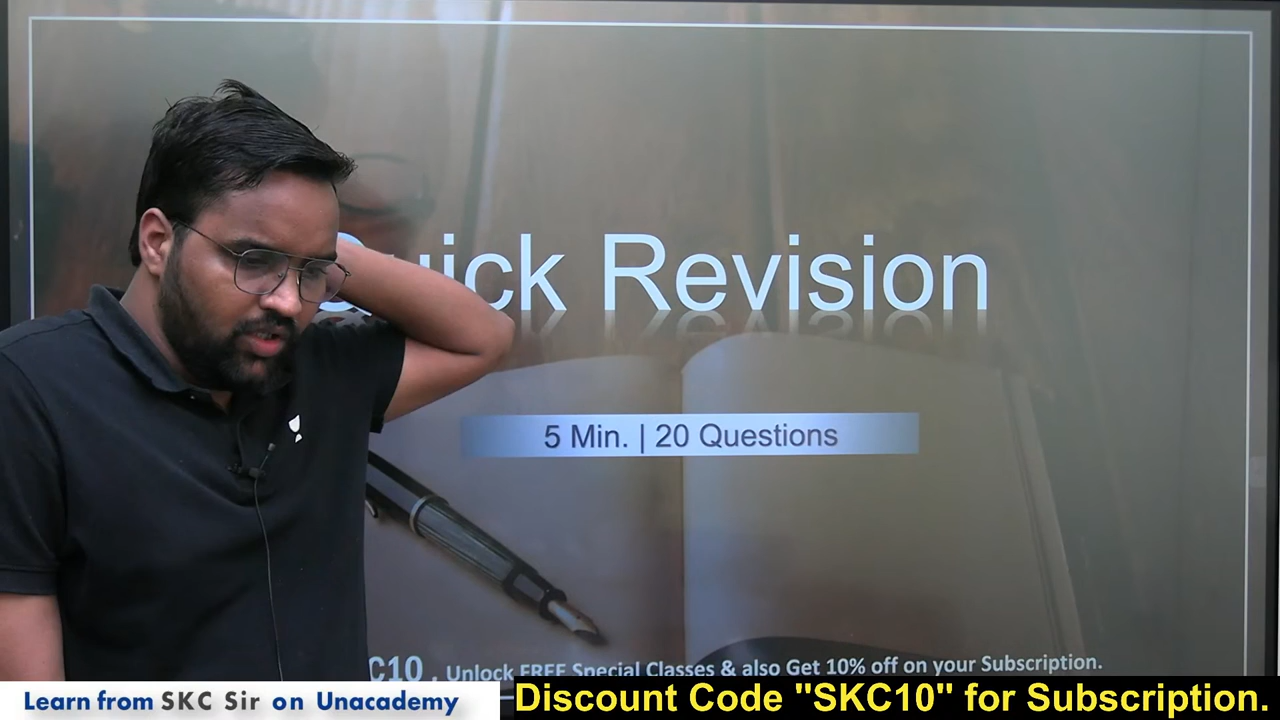 Quick Revision
5 Min. | 20 Questions
C10 , Unlock FREE Special Classes & also Get 10% off on your Subscription.
Learn from SKC Sir on Unacademy
Discount Code "SKC10" for Subscription.